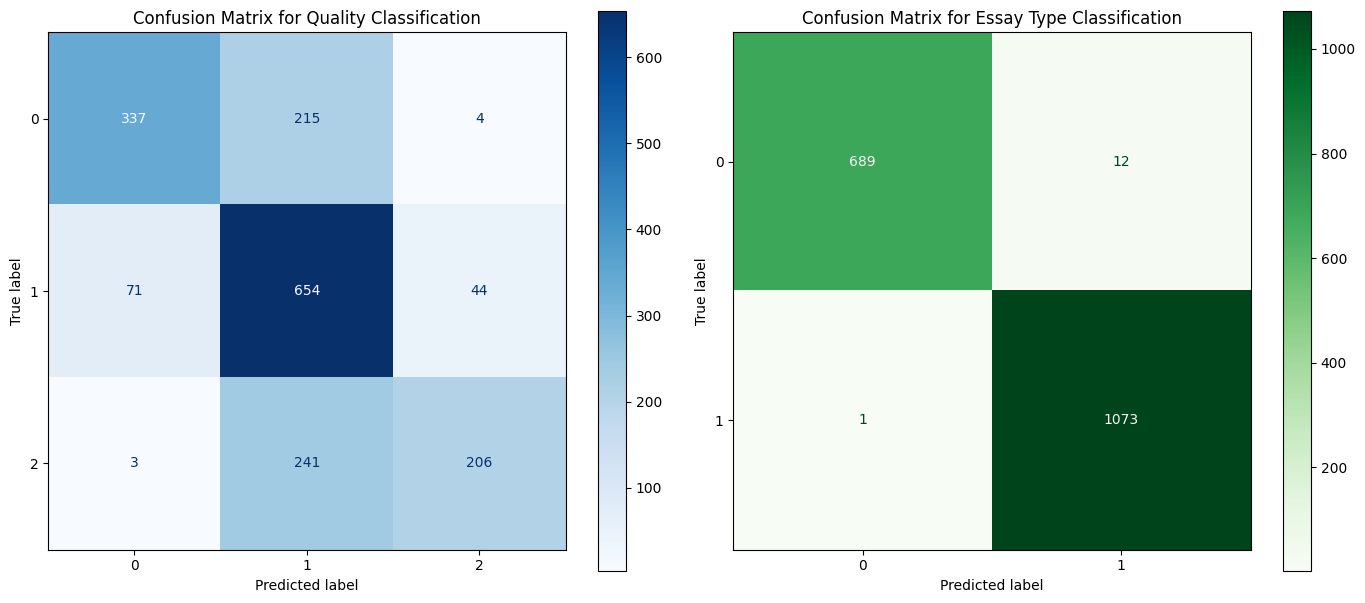 Confusion Matrix for Quality Classification
True label
0
1
2
337 215 4
71 654 44
3 241 206
0 1 2
Predicted label
600
500
400
300
200
100
Confusion Matrix for Essay Type Classification
True label
0
1
689 12
1 1073
0 1
Predicted label
1000
800
600
400
200